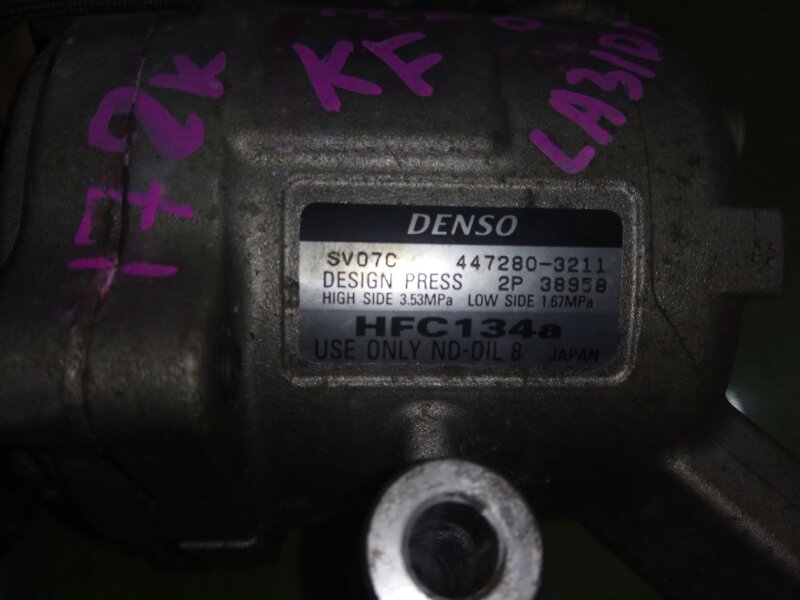 KF
172K
DENSO
SV07C 447280-3211
DESIGN PRESS 2P 38958
HIGH SIDE 3.53MPa LOW SIDE 1.67MPa
HFC134a
USE ONLY ND-OIL 8 JAPAN